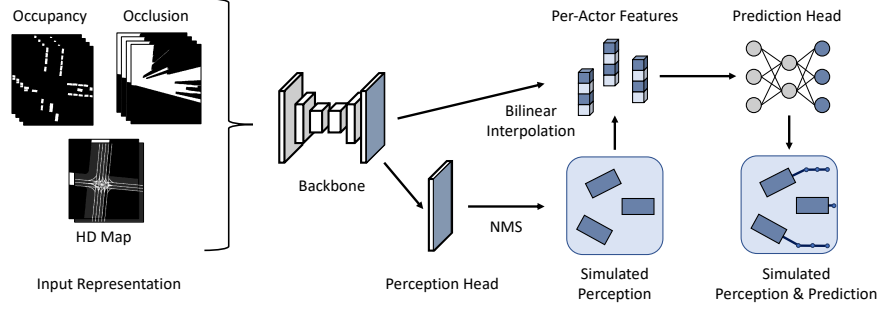 Occupancy
Occlusion
HD Map
Input Representation
Backbone
Perception Head
NMS
Bilinear
Interpolation
Per-Actor Features
Simulated
Perception
Prediction Head
Simulated
Perception & Prediction